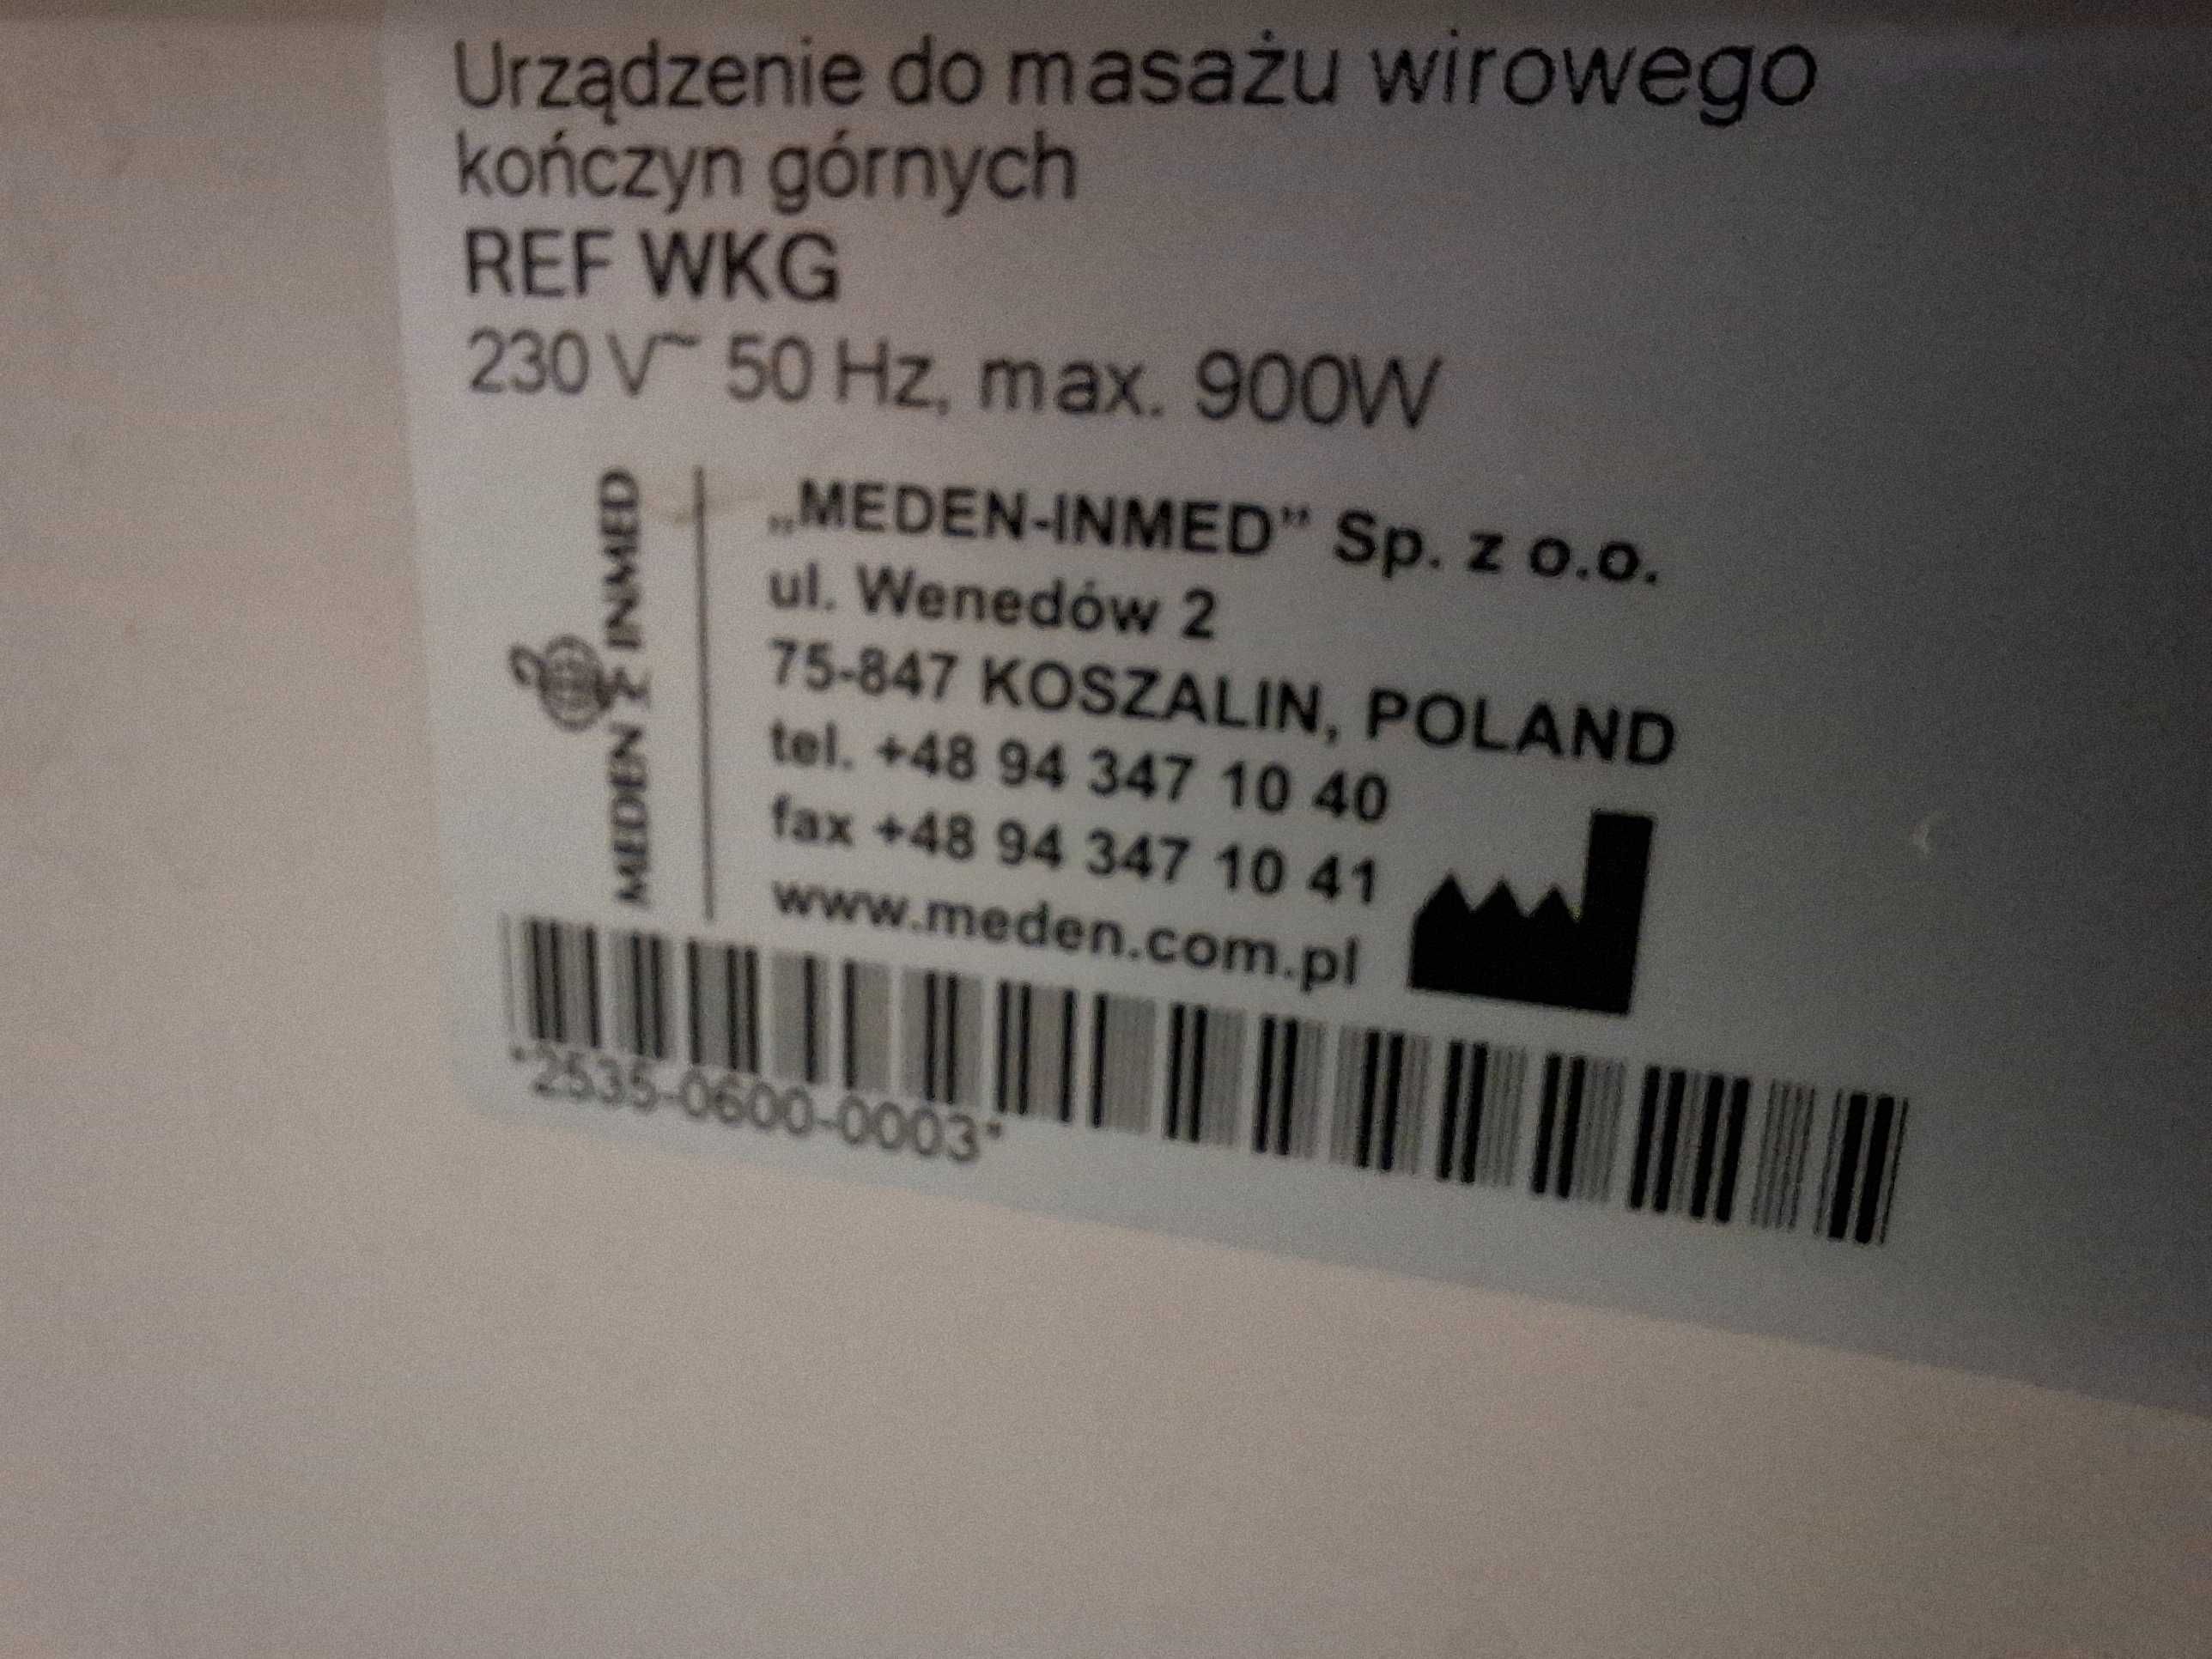 Urządzenie do masażu wirowego
kończyn górnych
REF WKG
230 V~ 50 Hz, max. 900W
MEDEN INMED
„MEDEN-INMED” Sp. z o.o.
ul. Wenedów 2
75-847 KOSZALIN, POLAND
tel. +48 94 347 10 40
fax +48 94 347 10 41
www.meden.com.pl
*2535-0600-0003*